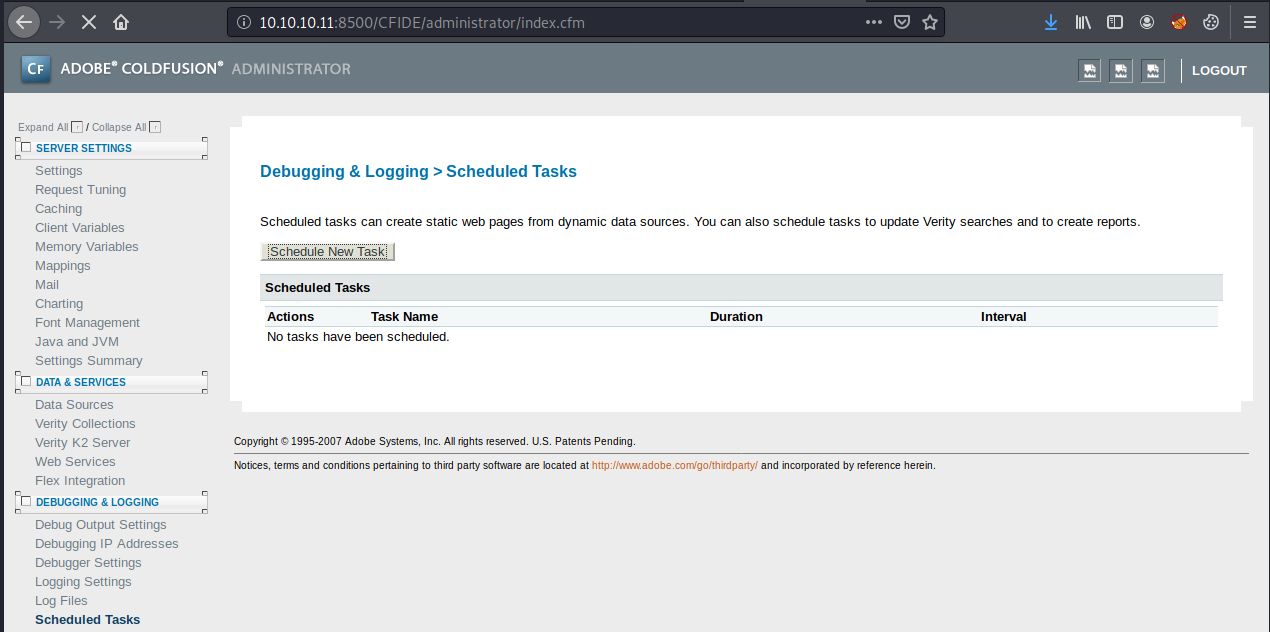 10.10.10.11:8500/CFIDE/administrator/index.cfm
CF ADOBE® COLDFUSION® ADMINISTRATOR
LOGOUT
Expand All / Collapse All
SERVER SETTINGS
Settings
Request Tuning
Caching
Client Variables
Memory Variables
Mappings
Mail
Charting
Font Management
Java and JVM
Settings Summary
DATA & SERVICES
Data Sources
Verity Collections
Verity K2 Server
Web Services
Flex Integration
DEBUGGING & LOGGING
Debug Output Settings
Debugging IP Addresses
Debugger Settings
Logging Settings
Log Files
Scheduled Tasks
Debugging & Logging > Scheduled Tasks
Scheduled tasks can create static web pages from dynamic data sources. You can also schedule tasks to update Verity searches and to create reports.
Schedule New Task
Scheduled Tasks
Actions Task Name Duration Interval
No tasks have been scheduled.
Copyright © 1995-2007 Adobe Systems, Inc. All rights reserved. U.S. Patents Pending.
Notices, terms and conditions pertaining to third party software are located at http://www.adobe.com/go/thirdparty/ and incorporated by reference herein.